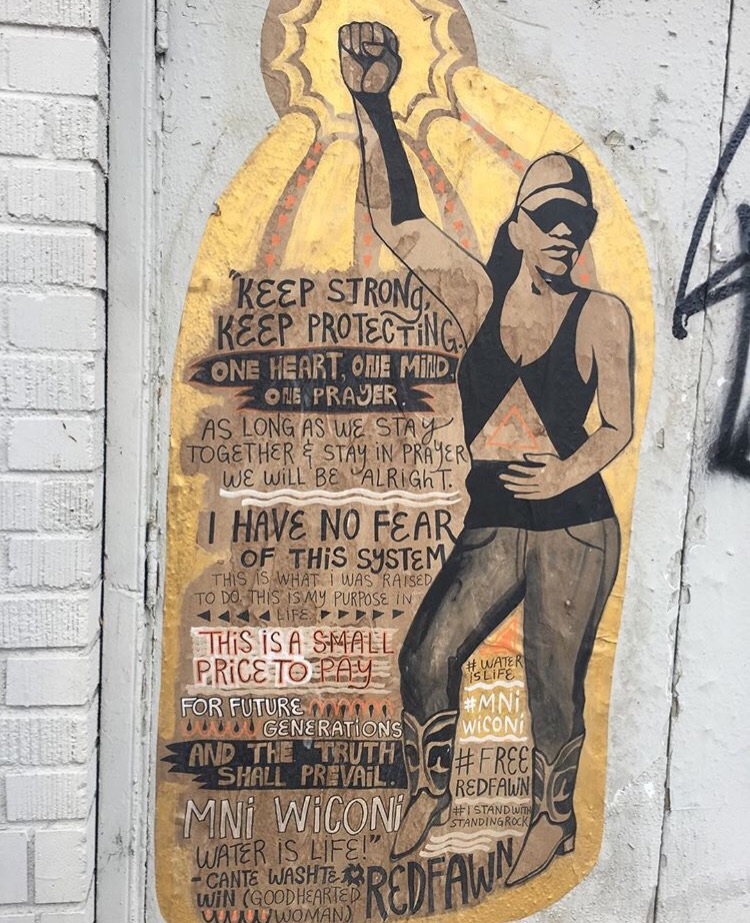 "KEEP STRONG,
KEEP PROTECTING.
ONE HEART, ONE MIND,
ONE PRAYER.
AS LONG AS WE STAY
TOGETHER & STAY IN PRAYER
WE WILL BE ALRIGHT.
I HAVE NO FEAR
OF THIS SYSTEM
THIS IS WHAT I WAS RAISED
TO DO. THIS IS MY PURPOSE IN
LIFE.
THIS IS A SMALL
PRICE TO PAY
FOR FUTURE
GENERATIONS
AND THE TRUTH
SHALL PREVAIL.
MNI WICONI
WATER IS LIFE!"
- CANTE WASHTE
WIN (GOODHEARTED
WOMAN)
REDFAWN
# WATER
IS LIFE
#MNI
WICONI
# FREE
REDFAWN
#I STAND WITH
STANDING ROCK